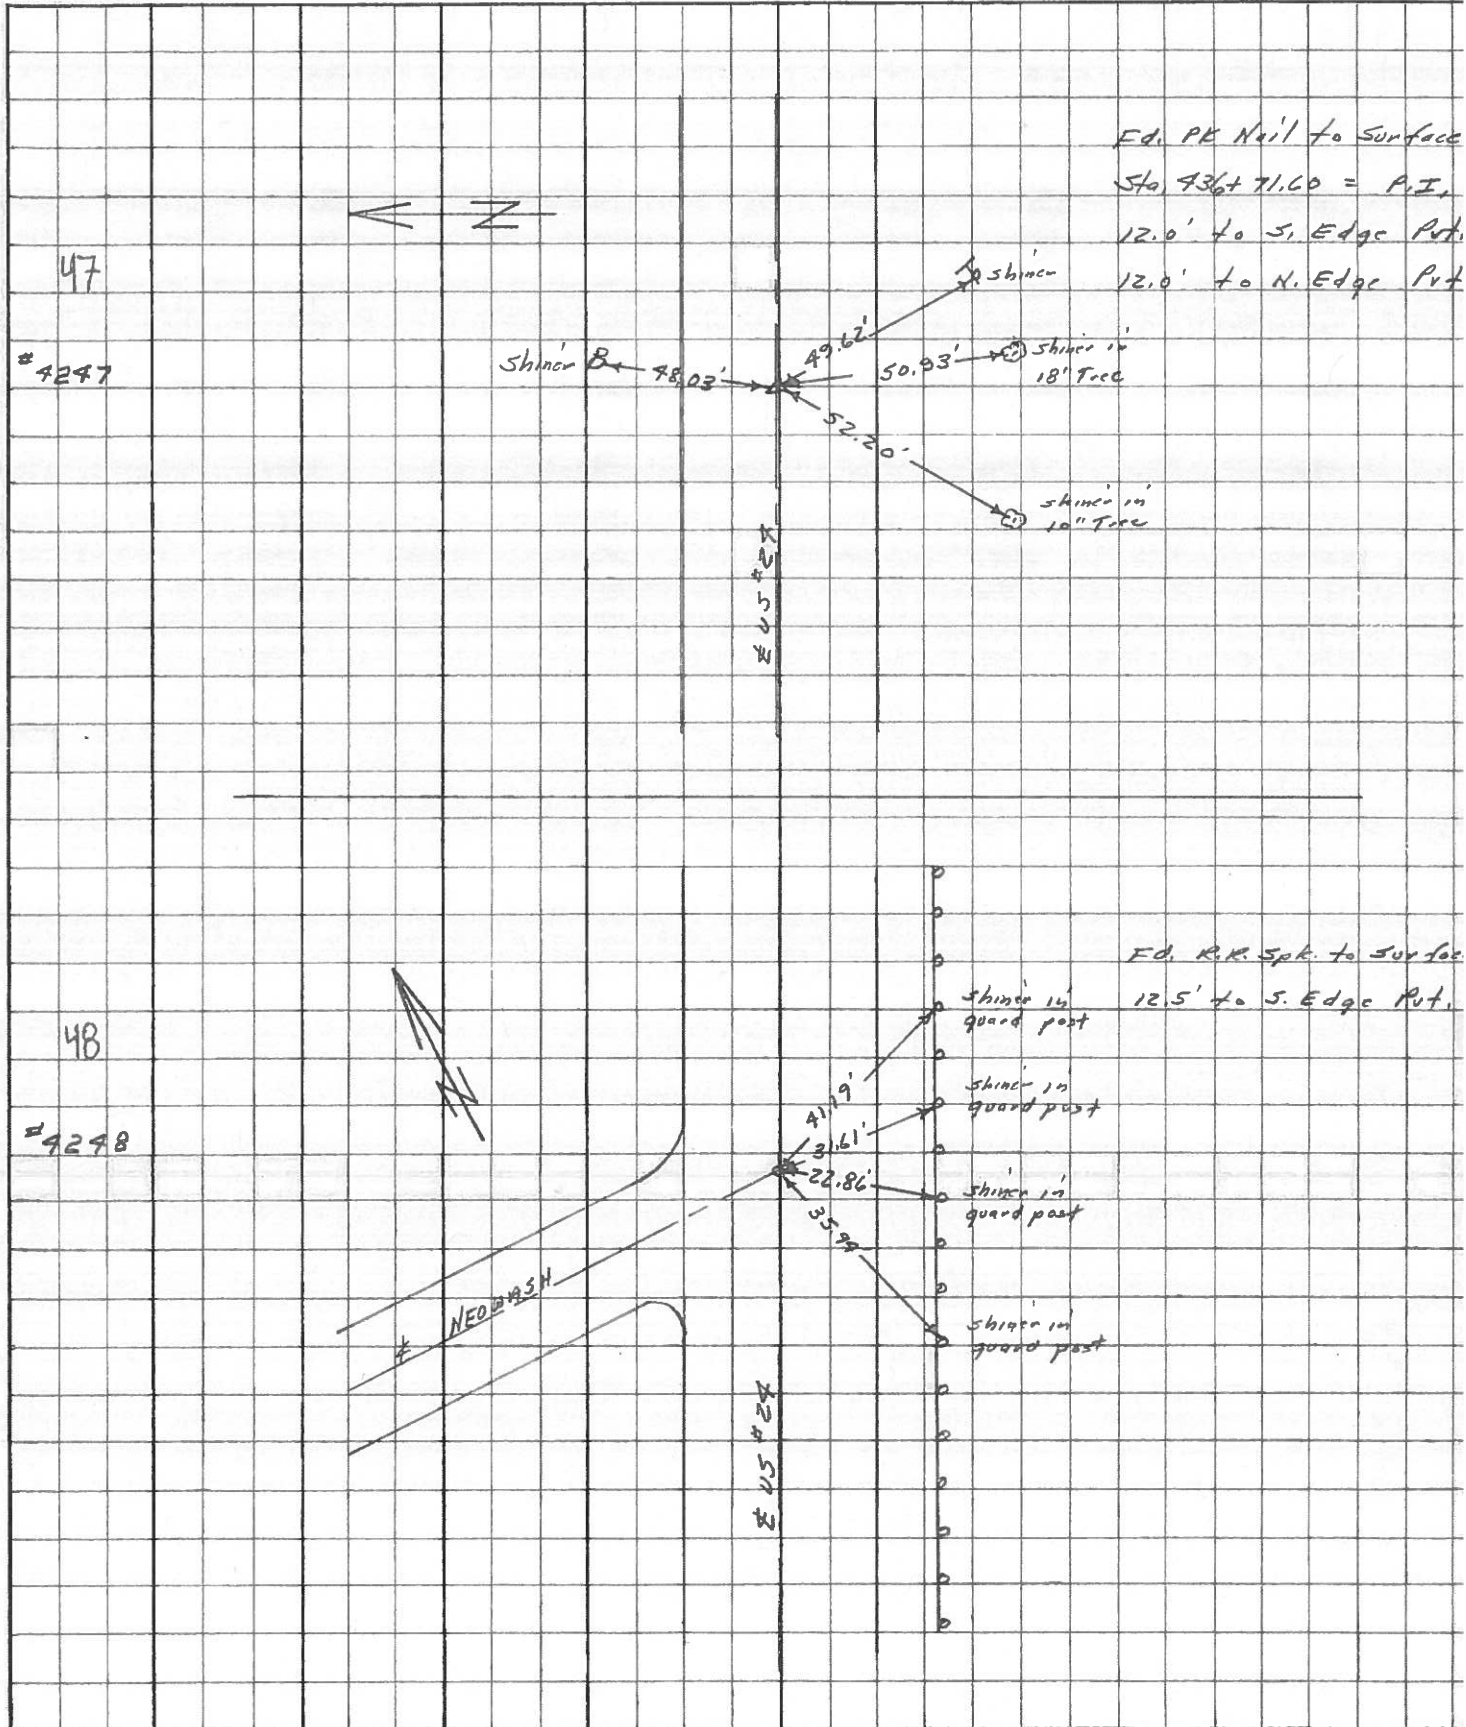 Fd. PK Nail to Surface
Sta. 436+71.60 = P.I.
12.0' to S. Edge Pvt.
12.0' to N. Edge Pvt
N
47
#4247
Shiner
48.03'
49.62'
shiner
50.93'
shiner in
18" Tree
52.20'
shiner in
10" Tree
℄ US #24
Fd. R.R. Spk. to Surfac
12.5' to S. Edge Pvt.
N
48
#4248
41.19'
shiner in
guard post
31.61'
shiner in
guard post
22.86'
shiner in
guard post
35.94
shiner in
guard post
℄ NEOWASH
℄ US #24